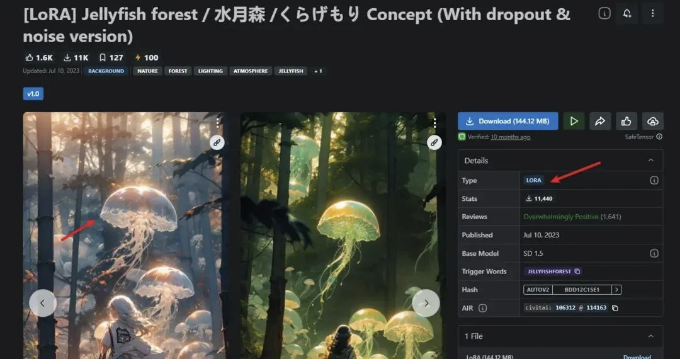 [LoRA] Jellyfish forest / 水月森 /くらげもり Concept (With dropout & noise version)
1.6K 11K 127 100
Updated: Jul 10, 2023 BACKGROUND NATURE FOREST LIGHTING ATMOSPHERE JELLYFISH + 1
v1.0
Download (144.12 MB)
Verified: 10 months ago SafeTensor
Details
Type LORA
Stats 11,440
Reviews Overwhelmingly Positive (1,641)
Published Jul 10, 2023
Base Model SD 1.5
Trigger Words JELLYFISHFOREST
Hash AUTOV2 BDD12C15E1
AIR civitai: 106312 @ 114163
1 File
LoRA (144.12 MB) Download